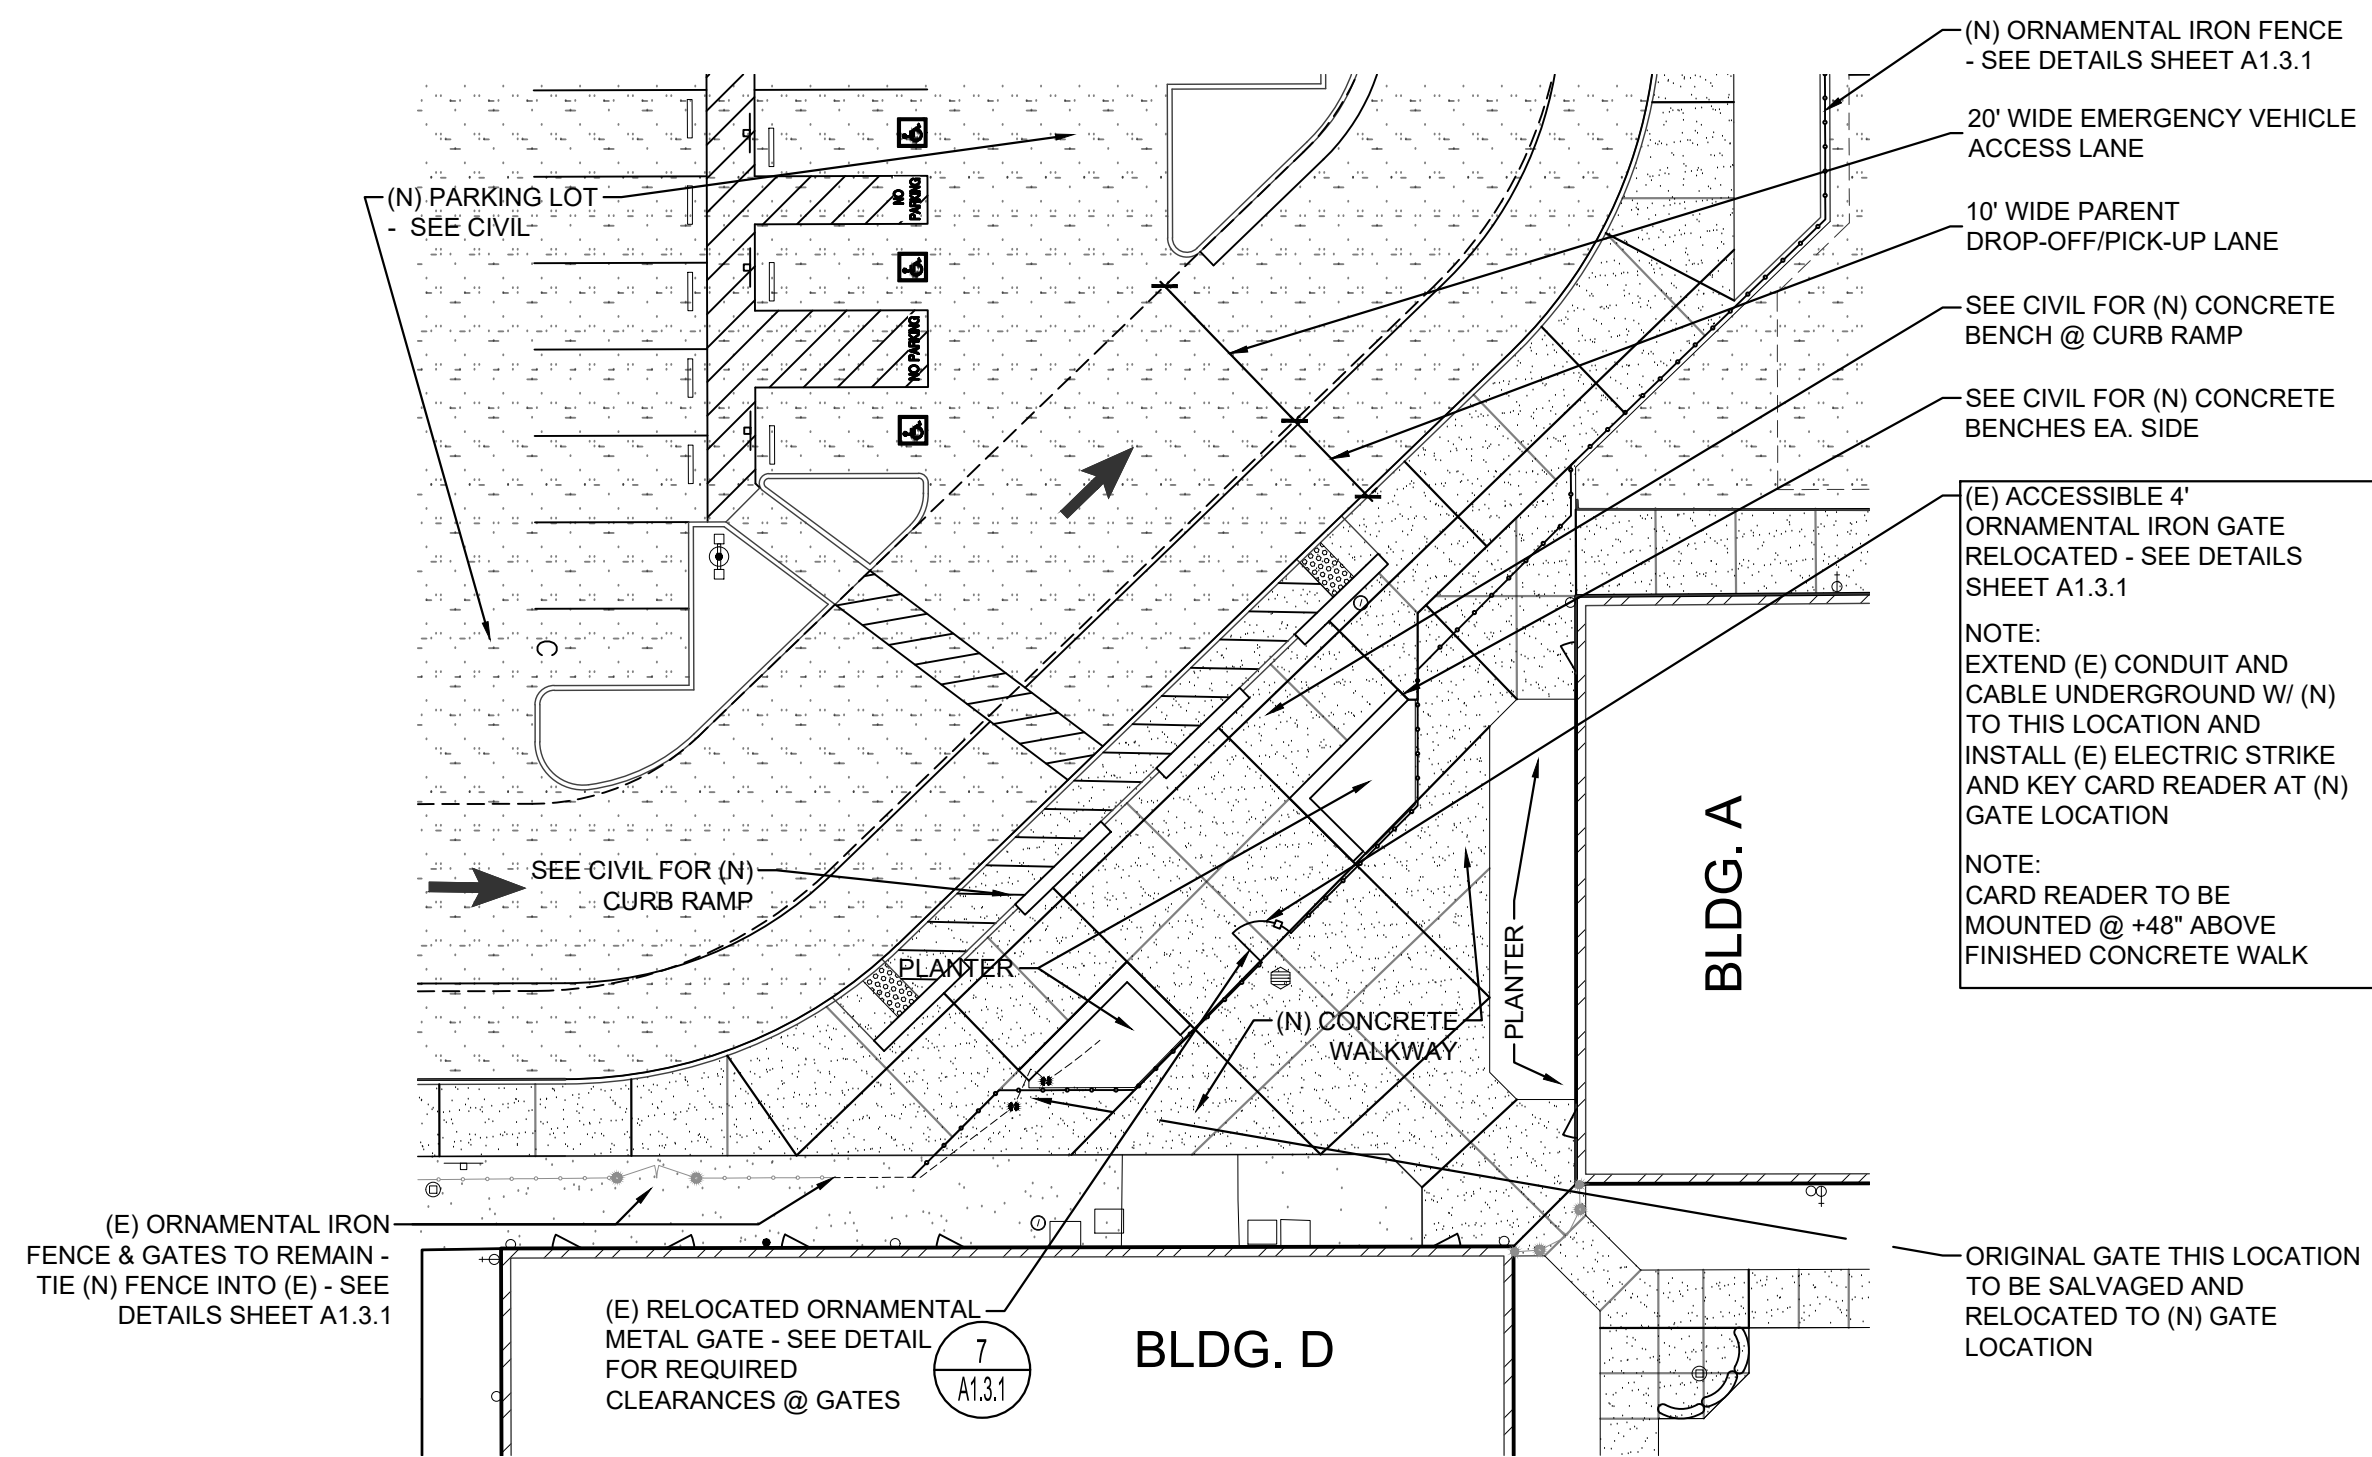 (N) ORNAMENTAL IRON FENCE
- SEE DETAILS SHEET A1.3.1
20' WIDE EMERGENCY VEHICLE
ACCESS LANE
10' WIDE PARENT
DROP-OFF/PICK-UP LANE
SEE CIVIL FOR (N) CONCRETE
BENCH @ CURB RAMP
SEE CIVIL FOR (N) CONCRETE
BENCHES EA. SIDE
(E) ACCESSIBLE 4'
ORNAMENTAL IRON GATE
RELOCATED - SEE DETAILS
SHEET A1.3.1
NOTE:
EXTEND (E) CONDUIT AND
CABLE UNDERGROUND W/ (N)
TO THIS LOCATION AND
INSTALL (E) ELECTRIC STRIKE
AND KEY CARD READER AT (N)
GATE LOCATION
NOTE:
CARD READER TO BE
MOUNTED @ +48" ABOVE
FINISHED CONCRETE WALK
(N) PARKING LOT
- SEE CIVIL
NO
PARKING
NO PARKING
C
SEE CIVIL FOR (N)
CURB RAMP
PLANTER
(N) CONCRETE
WALKWAY
PLANTER
BLDG. A
(E) ORNAMENTAL IRON
FENCE & GATES TO REMAIN -
TIE (N) FENCE INTO (E) - SEE
DETAILS SHEET A1.3.1
(E) RELOCATED ORNAMENTAL
METAL GATE - SEE DETAIL
FOR REQUIRED
CLEARANCES @ GATES
7
A1.3.1
BLDG. D
ORIGINAL GATE THIS LOCATION
TO BE SALVAGED AND
RELOCATED TO (N) GATE
LOCATION